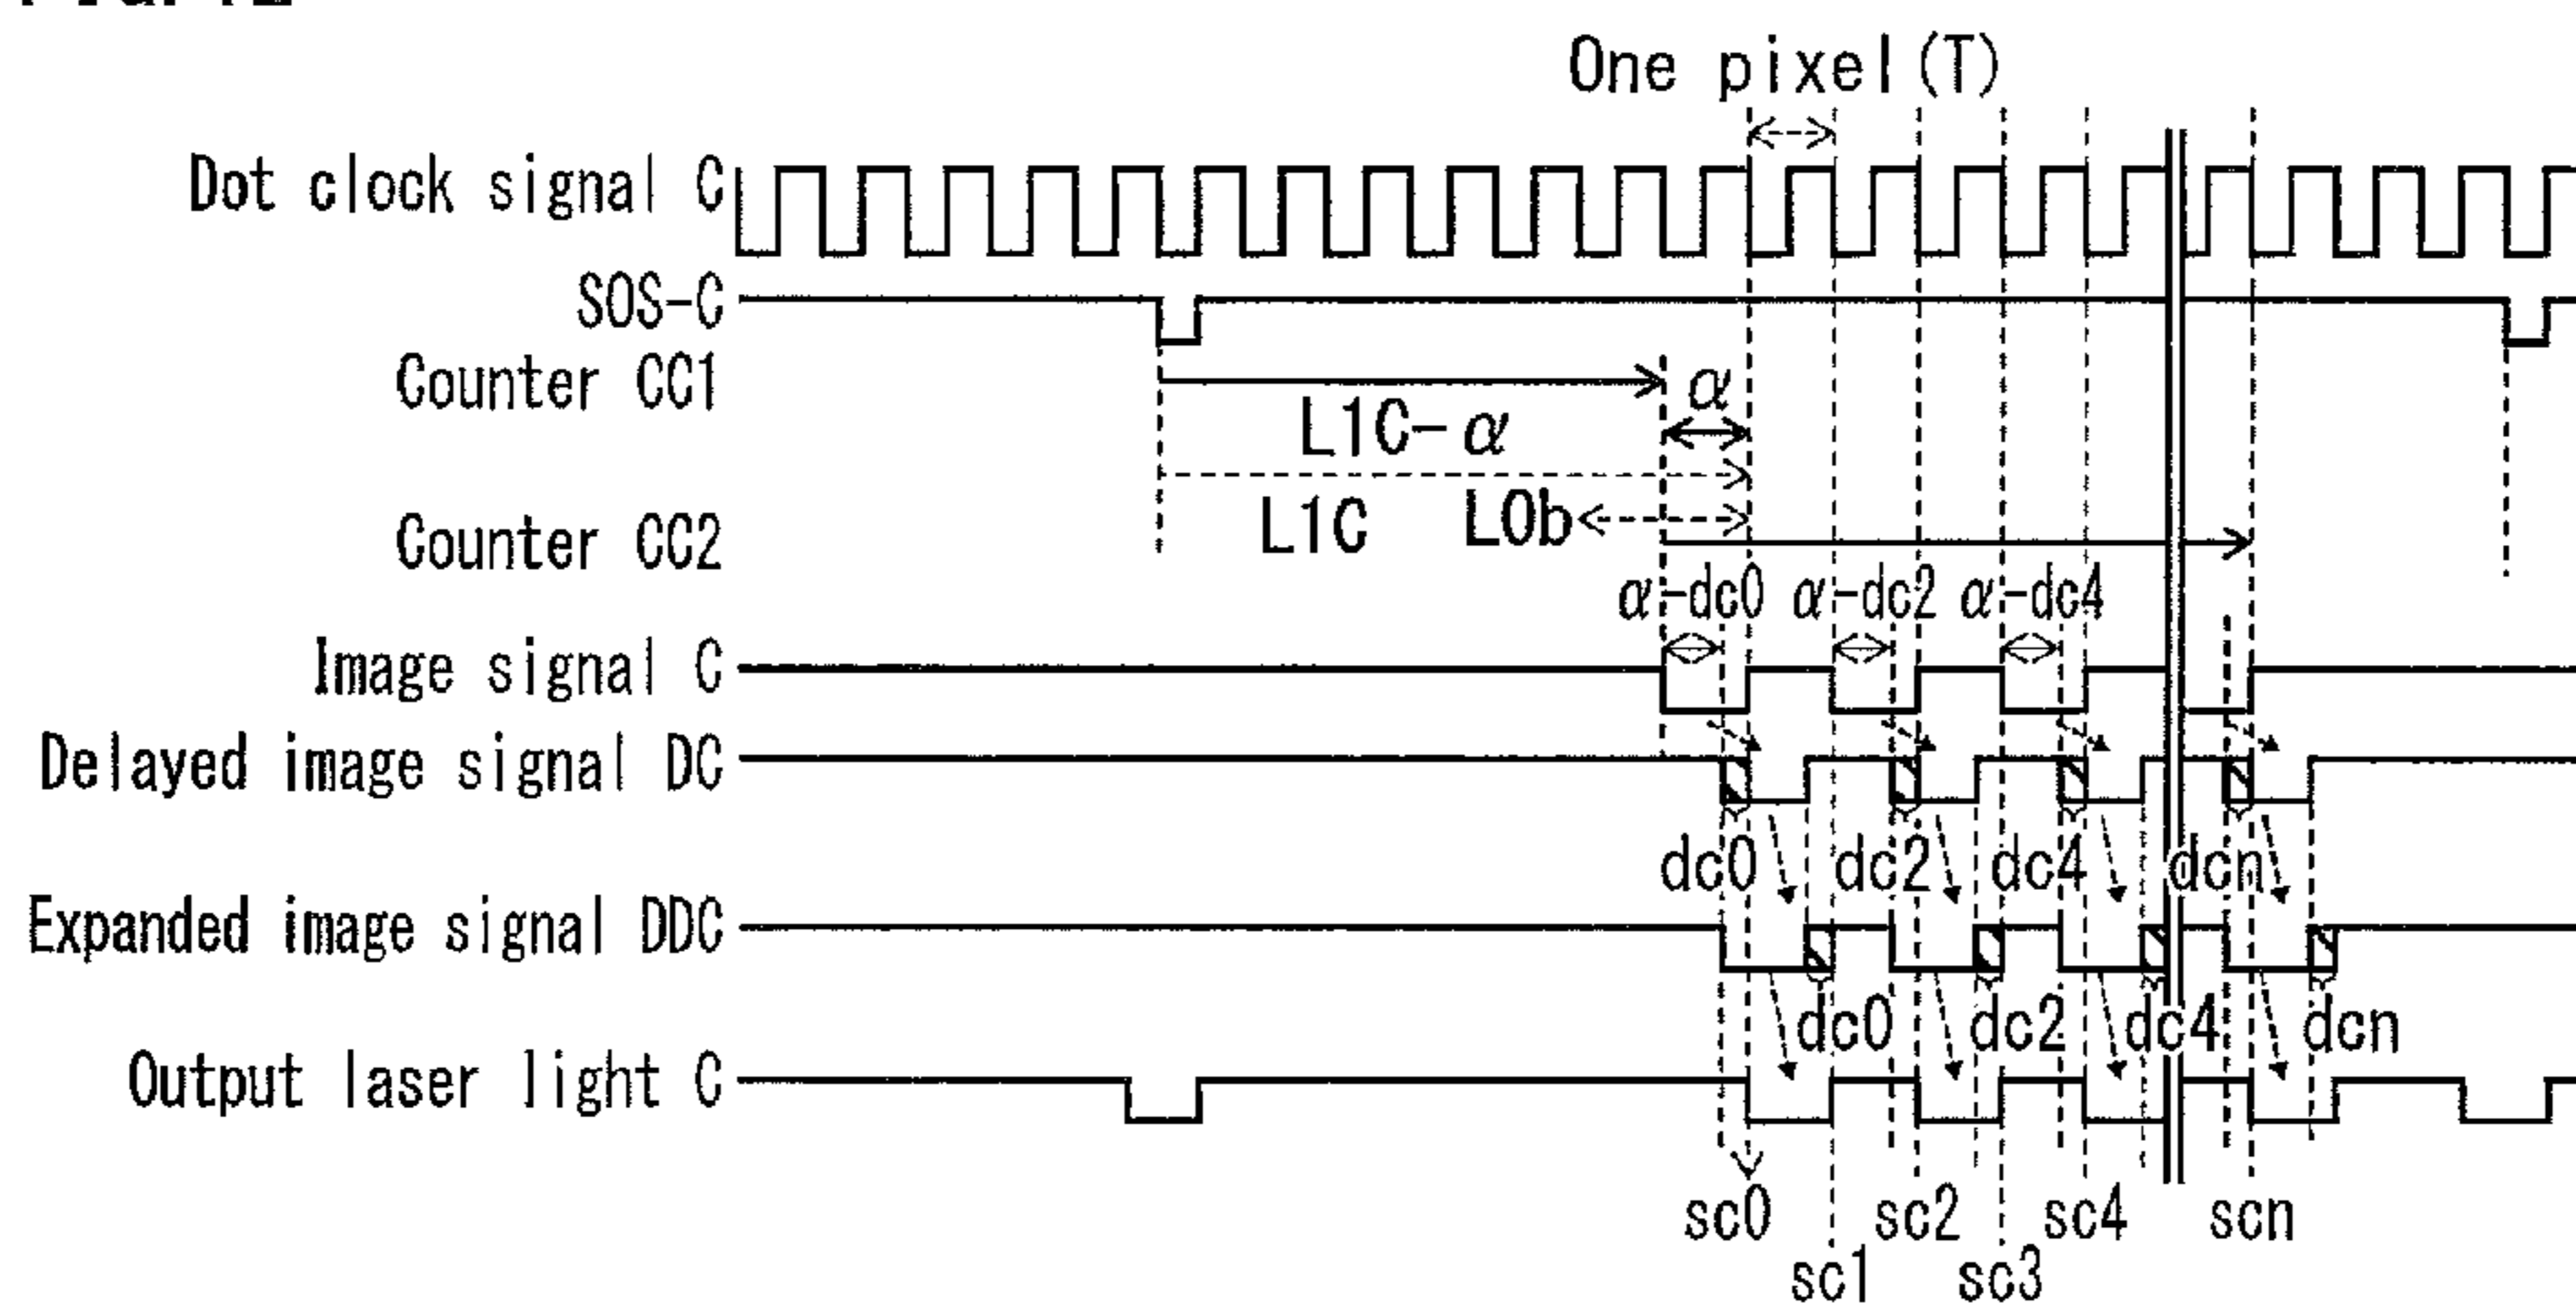 One pixel(T)
Dot clock signal C
SOS-C
Counter CC1
α
L1C-α
L1C
L0b
Counter CC2
α-dc0 α-dc2 α-dc4
Image signal C
Delayed image signal DC
dc0 dc2 dc4 dcn
Expanded image signal DDC
dc0 dc2 dc4 dcn
Output laser light C
sc0 sc2 sc4 scn
sc1 sc3